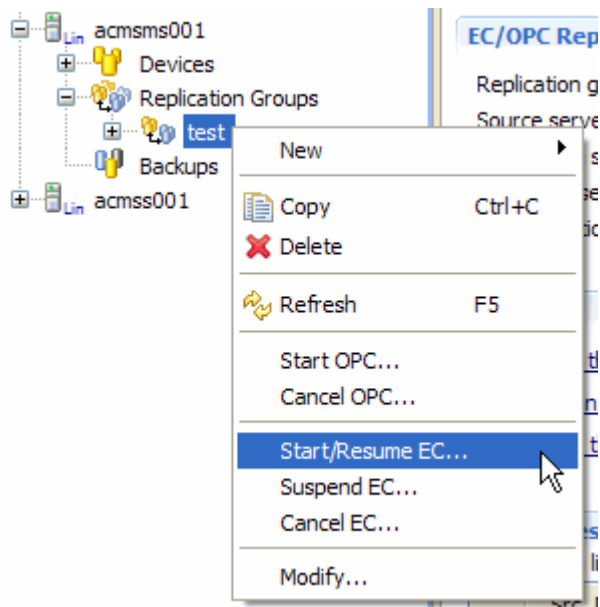 acmsms001
Lin
Devices
Replication Groups
test
Backups
acmss001
Lin
EC/OPC Rep
Replication g
Source serve
New
Copy Ctrl+C
Delete
Refresh F5
Start OPC...
Cancel OPC...
Start/Resume EC...
Suspend EC...
Cancel EC...
Modify...